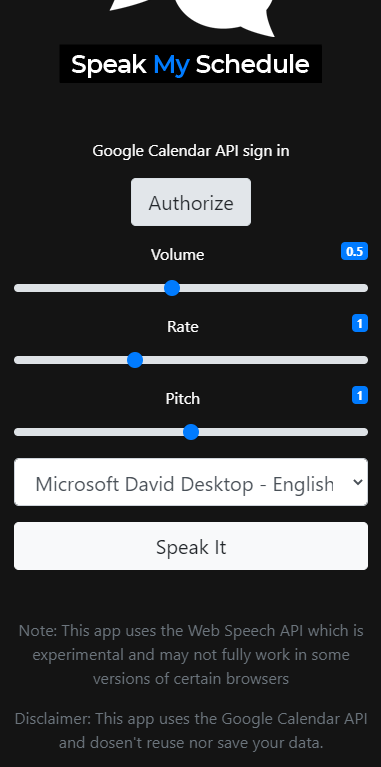 Speak My Schedule
Google Calendar API sign in
Authorize
Volume
0.5
Rate
1
Pitch
1
Microsoft David Desktop - English
Speak It
Note: This app uses the Web Speech API which is
experimental and may not fully work in some
versions of certain browsers
Disclaimer: This app uses the Google Calendar API
and dosen't reuse nor save your data.